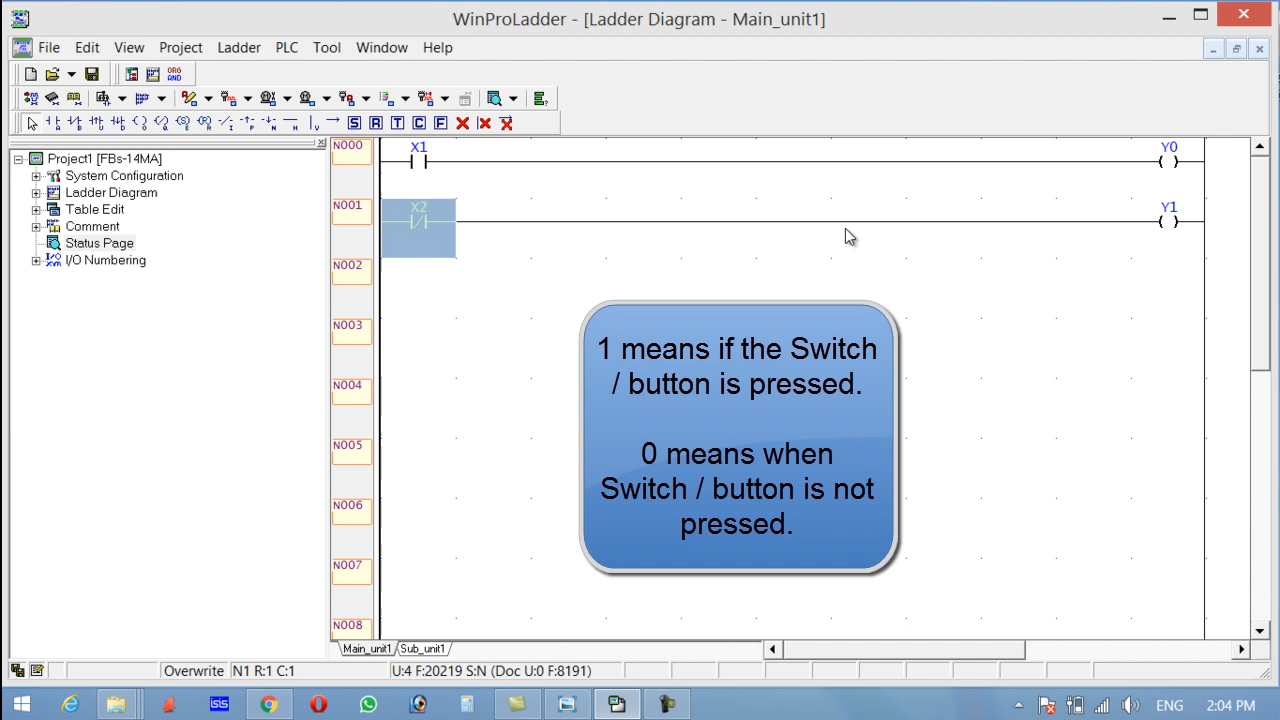 WinProLadder - [Ladder Diagram - Main_unit1]
File Edit View Project Ladder PLC Tool Window Help
ORG
AND
Project1 [FBs-14MA]
System Configuration
Ladder Diagram
Table Edit
Comment
Status Page
I/O Numbering
N000
X1
Y0
N001
X2
Y1
N002
N003
N004
N005
N006
N007
N008
1 means if the Switch
/ button is pressed.
0 means when
Switch / button is not
pressed.
Main_unit1 Sub_unit1
Overwrite N1 R:1 C:1 U:4 F:20219 S:N (Doc U:0 F:8191)
ISIS
ENG 2:04 PM